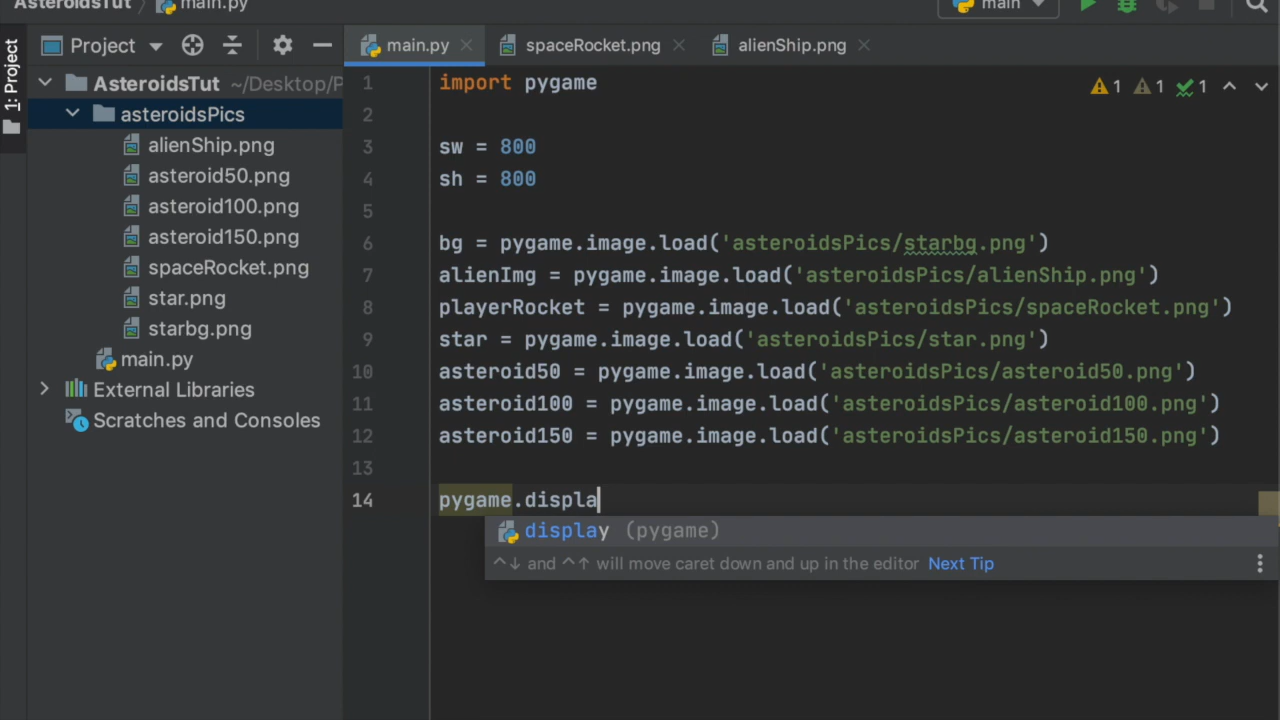 AsteroidsTut main.py main
1: Project
Project main.py spaceRocket.png alienShip.png
AsteroidsTut ~/Desktop/P
asteroidsPics
alienShip.png
asteroid50.png
asteroid100.png
asteroid150.png
spaceRocket.png
star.png
starbg.png
main.py
External Libraries
Scratches and Consoles
1 import pygame
1 1 1
2
3 sw = 800
4 sh = 800
5
6 bg = pygame.image.load('asteroidsPics/starbg.png')
7 alienImg = pygame.image.load('asteroidsPics/alienShip.png')
8 playerRocket = pygame.image.load('asteroidsPics/spaceRocket.png')
9 star = pygame.image.load('asteroidsPics/star.png')
10 asteroid50 = pygame.image.load('asteroidsPics/asteroid50.png')
11 asteroid100 = pygame.image.load('asteroidsPics/asteroid100.png')
12 asteroid150 = pygame.image.load('asteroidsPics/asteroid150.png')
13
14 pygame.displa
display (pygame)
^↓ and ^↑ will move caret down and up in the editor Next Tip